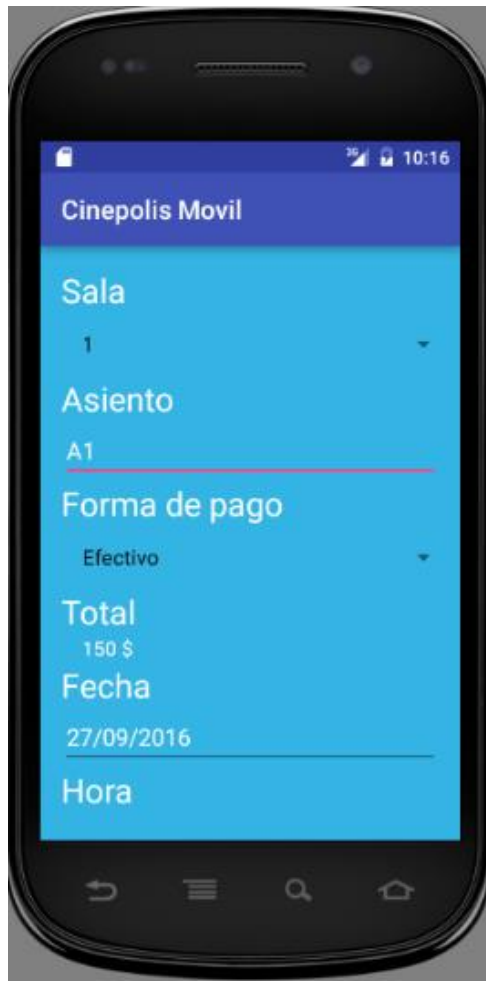 3G 10:16
Cinepolis Movil
Sala
1
Asiento
A1
Forma de pago
Efectivo
Total
150 $
Fecha
27/09/2016
Hora